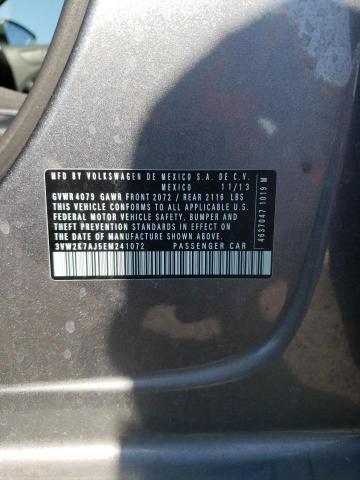 MFD BY VOLKSWAGEN DE MEXICO S.A. DE C.V.
MEXICO 11/13
GVWR 4079 GAWR FRONT 2072 / REAR 2116 LBS
THIS VEHICLE CONFORMS TO ALL APPLICABLE U.S.
FEDERAL MOTOR VEHICLE SAFETY, BUMPER AND
THEFT PREVENTION STANDARDS IN EFFECT ON THE
DATE OF MANUFACTURE SHOWN ABOVE.
3VW2K7AJ5EM241072 PASSENGER CAR
4637047 1019 M